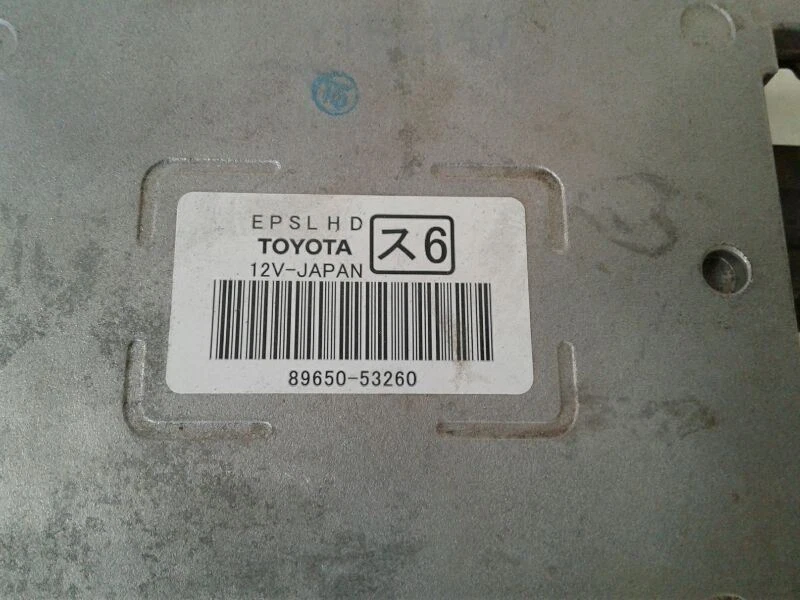 EPSLHD
TOYOTA
ス6
12V-JAPAN
89650-53260